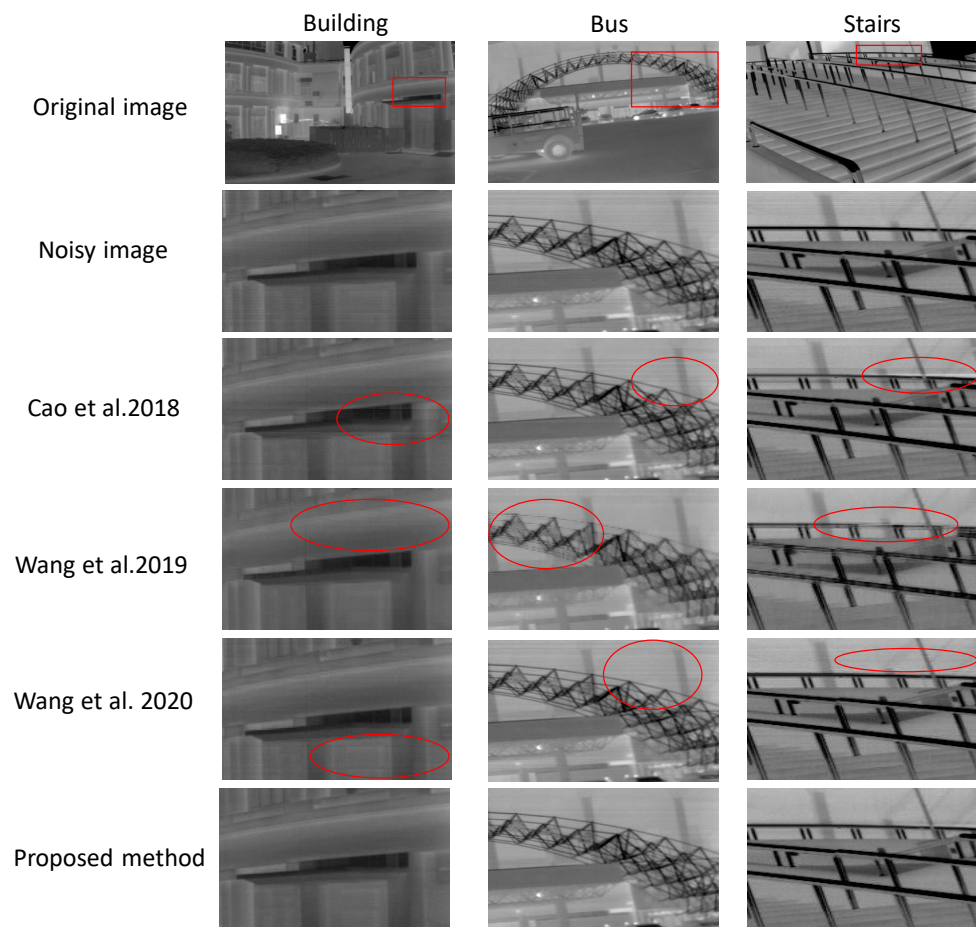 Building Bus Stairs
Original image
Noisy image
Cao et al.2018
Wang et al.2019
Wang et al. 2020
Proposed method